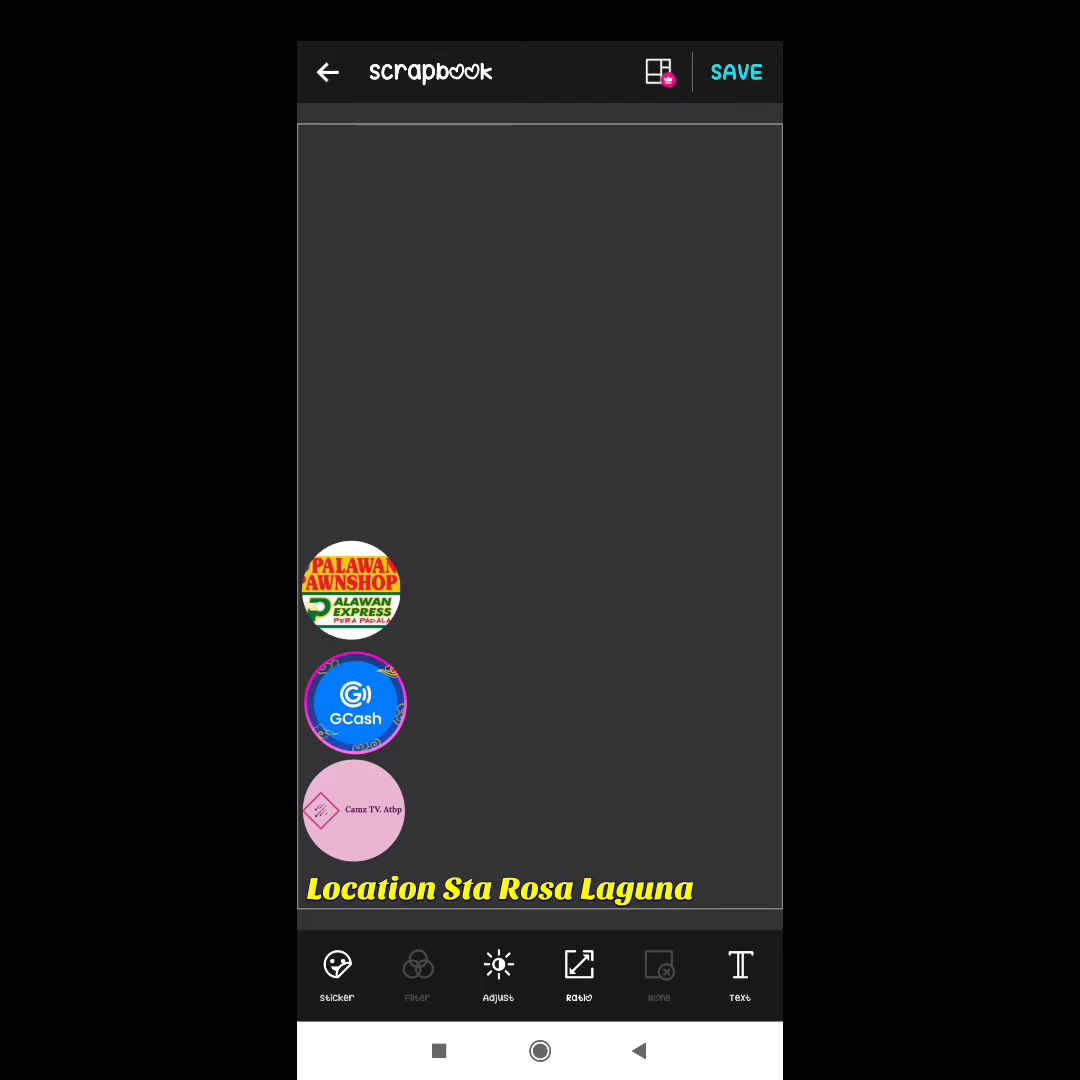 scrapbook
SAVE
PALAWAN
PAWNSHOP
PALAWAN
EXPRESS
PERA PADALA
GCash
Camz TV. Atbp
Location Sta Rosa Laguna
Sticker
Filter
Adjust
Ratio
None
Text